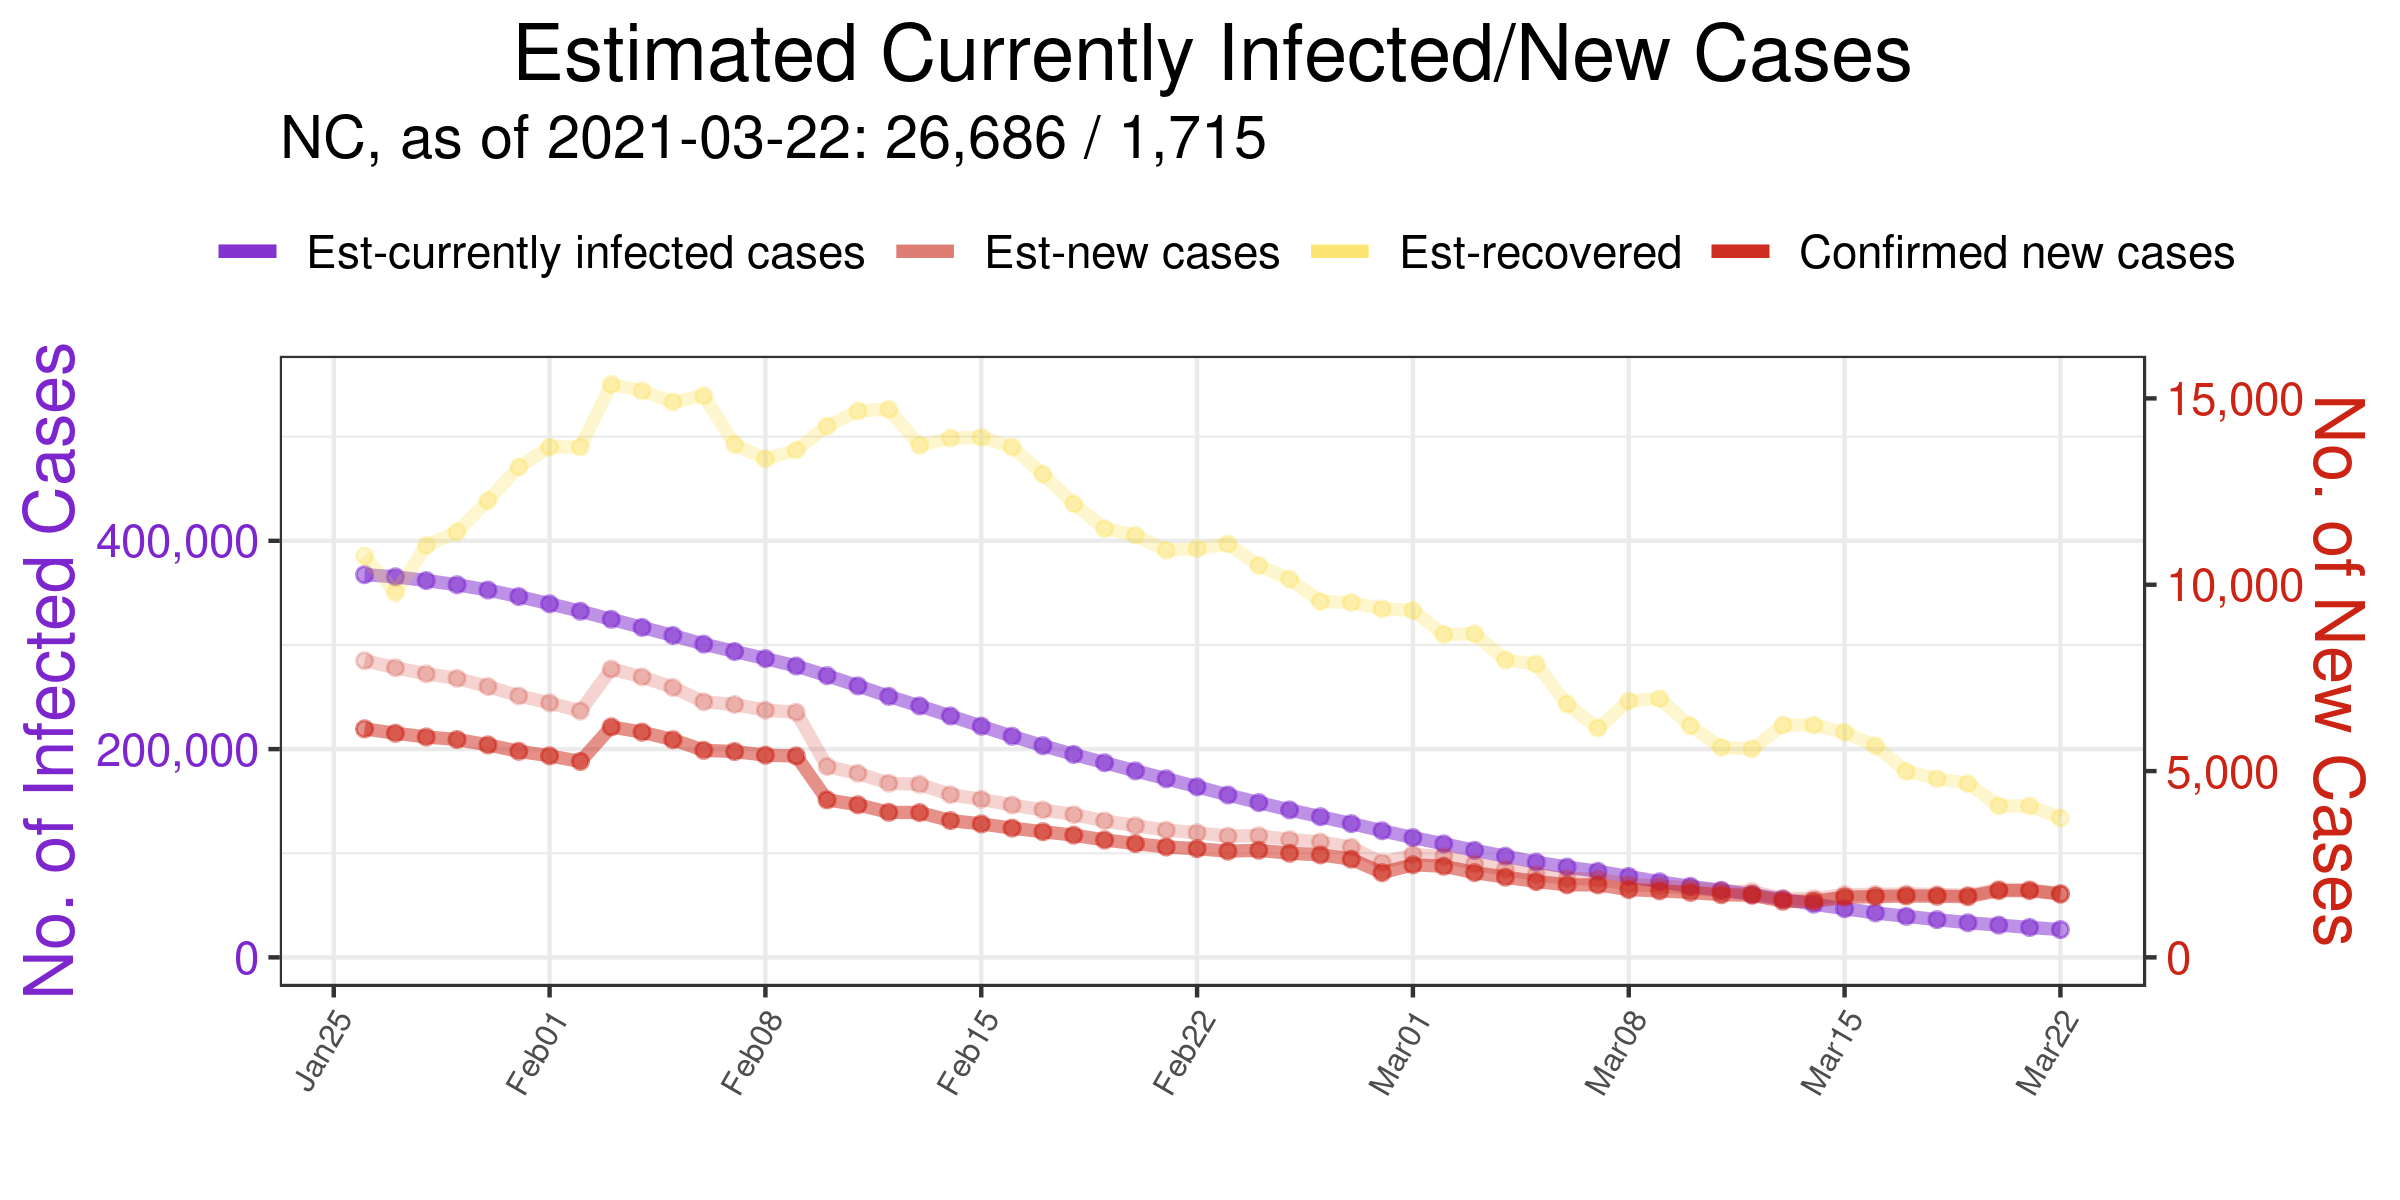 Estimated Currently Infected/New Cases
NC, as of 2021-03-22: 26,686 / 1,715
Est-currently infected cases Est-new cases Est-recovered Confirmed new cases
No. of Infected Cases
400,000
200,000
0
15,000
10,000
5,000
0
No. of New Cases
Jan25 Feb01 Feb08 Feb15 Feb22 Mar01 Mar08 Mar15 Mar22